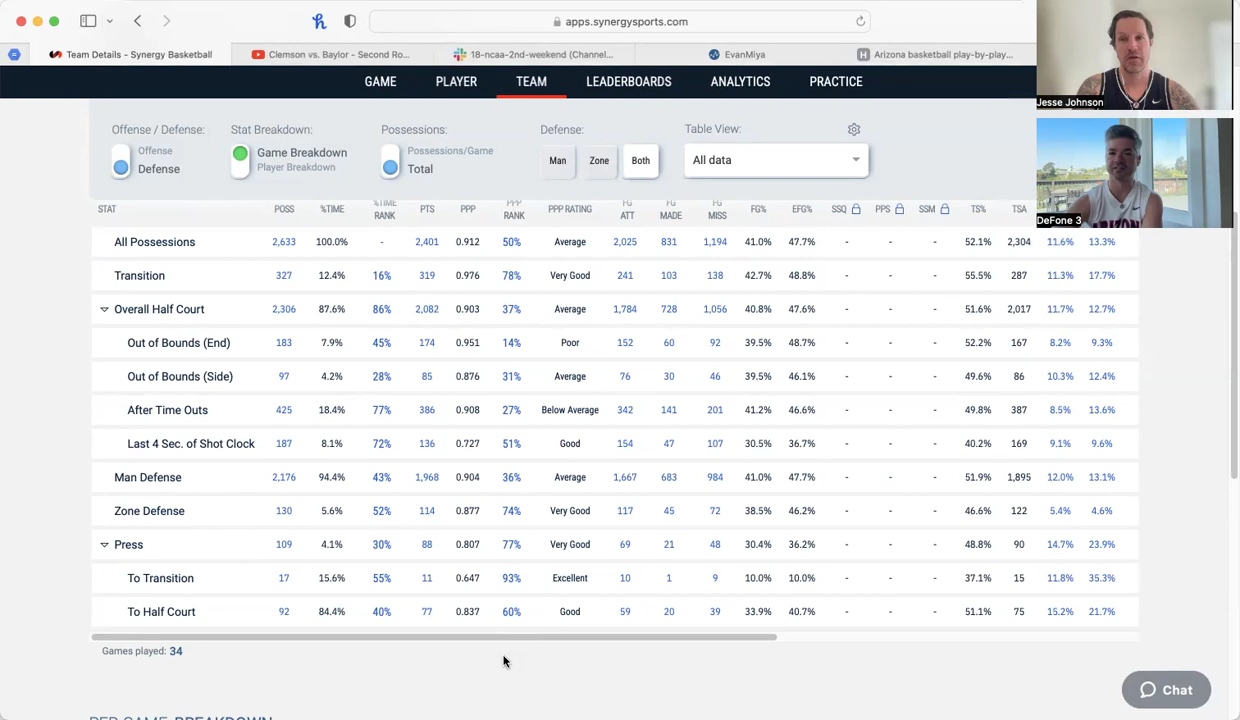 apps.synergysports.com
Team Details - Synergy Basketball
Clemson vs. Baylor - Second Ro...
18-ncaa-2nd-weekend (Channel...
EvanMiya
Arizona basketball play-by-play...
GAME PLAYER TEAM LEADERBOARDS ANALYTICS PRACTICE
Jesse Johnson
DeFone 3
Offense / Defense: Stat Breakdown: Possessions: Defense: Table View:
Offense Game Breakdown Possessions/Game Man Zone Both All data
Defense Player Breakdown Total
STAT POSS %TIME %TIME RANK PTS PPP PPP RANK PPP RATING FG ATT FG MADE FG MISS FG% EFG% SSQ PPS SSM TS% TSA
All Possessions 2,633 100.0% - 2,401 0.912 50% Average 2,025 831 1,194 41.0% 47.7% - - - 52.1% 2,304 11.6% 13.3%
Transition 327 12.4% 16% 319 0.976 78% Very Good 241 103 138 42.7% 48.8% - - - 55.5% 287 11.3% 17.7%
Overall Half Court 2,306 87.6% 86% 2,082 0.903 37% Average 1,784 728 1,056 40.8% 47.6% - - - 51.6% 2,017 11.7% 12.7%
Out of Bounds (End) 183 7.9% 45% 174 0.951 14% Poor 152 60 92 39.5% 48.7% - - - 52.2% 167 8.2% 9.3%
Out of Bounds (Side) 97 4.2% 28% 85 0.876 31% Average 76 30 46 39.5% 46.1% - - - 49.6% 86 10.3% 12.4%
After Time Outs 425 18.4% 77% 386 0.908 27% Below Average 342 141 201 41.2% 46.6% - - - 49.8% 387 8.5% 13.6%
Last 4 Sec. of Shot Clock 187 8.1% 72% 136 0.727 51% Good 154 47 107 30.5% 36.7% - - - 40.2% 169 9.1% 9.6%
Man Defense 2,176 94.4% 43% 1,968 0.904 36% Average 1,667 683 984 41.0% 47.7% - - - 51.9% 1,895 12.0% 13.1%
Zone Defense 130 5.6% 52% 114 0.877 74% Very Good 117 45 72 38.5% 46.2% - - - 46.6% 122 5.4% 4.6%
Press 109 4.1% 30% 88 0.807 77% Very Good 69 21 48 30.4% 36.2% - - - 48.8% 90 14.7% 23.9%
To Transition 17 15.6% 55% 11 0.647 93% Excellent 10 1 9 10.0% 10.0% - - - 37.1% 15 11.8% 35.3%
To Half Court 92 84.4% 40% 77 0.837 60% Good 59 20 39 33.9% 40.7% - - - 51.1% 75 15.2% 21.7%
Games played: 34
Chat
PER GAME BREAKDOWN